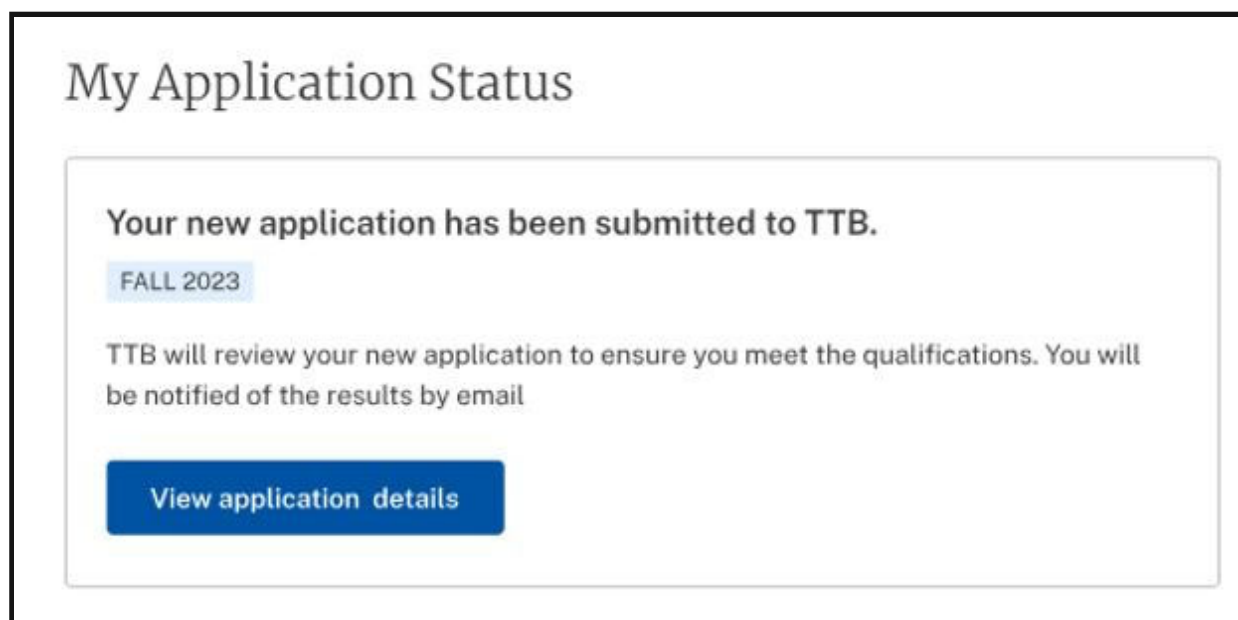 My Application Status
Your new application has been submitted to TTB.
FALL 2023
TTB will review your new application to ensure you meet the qualifications. You will
be notified of the results by email
View application details